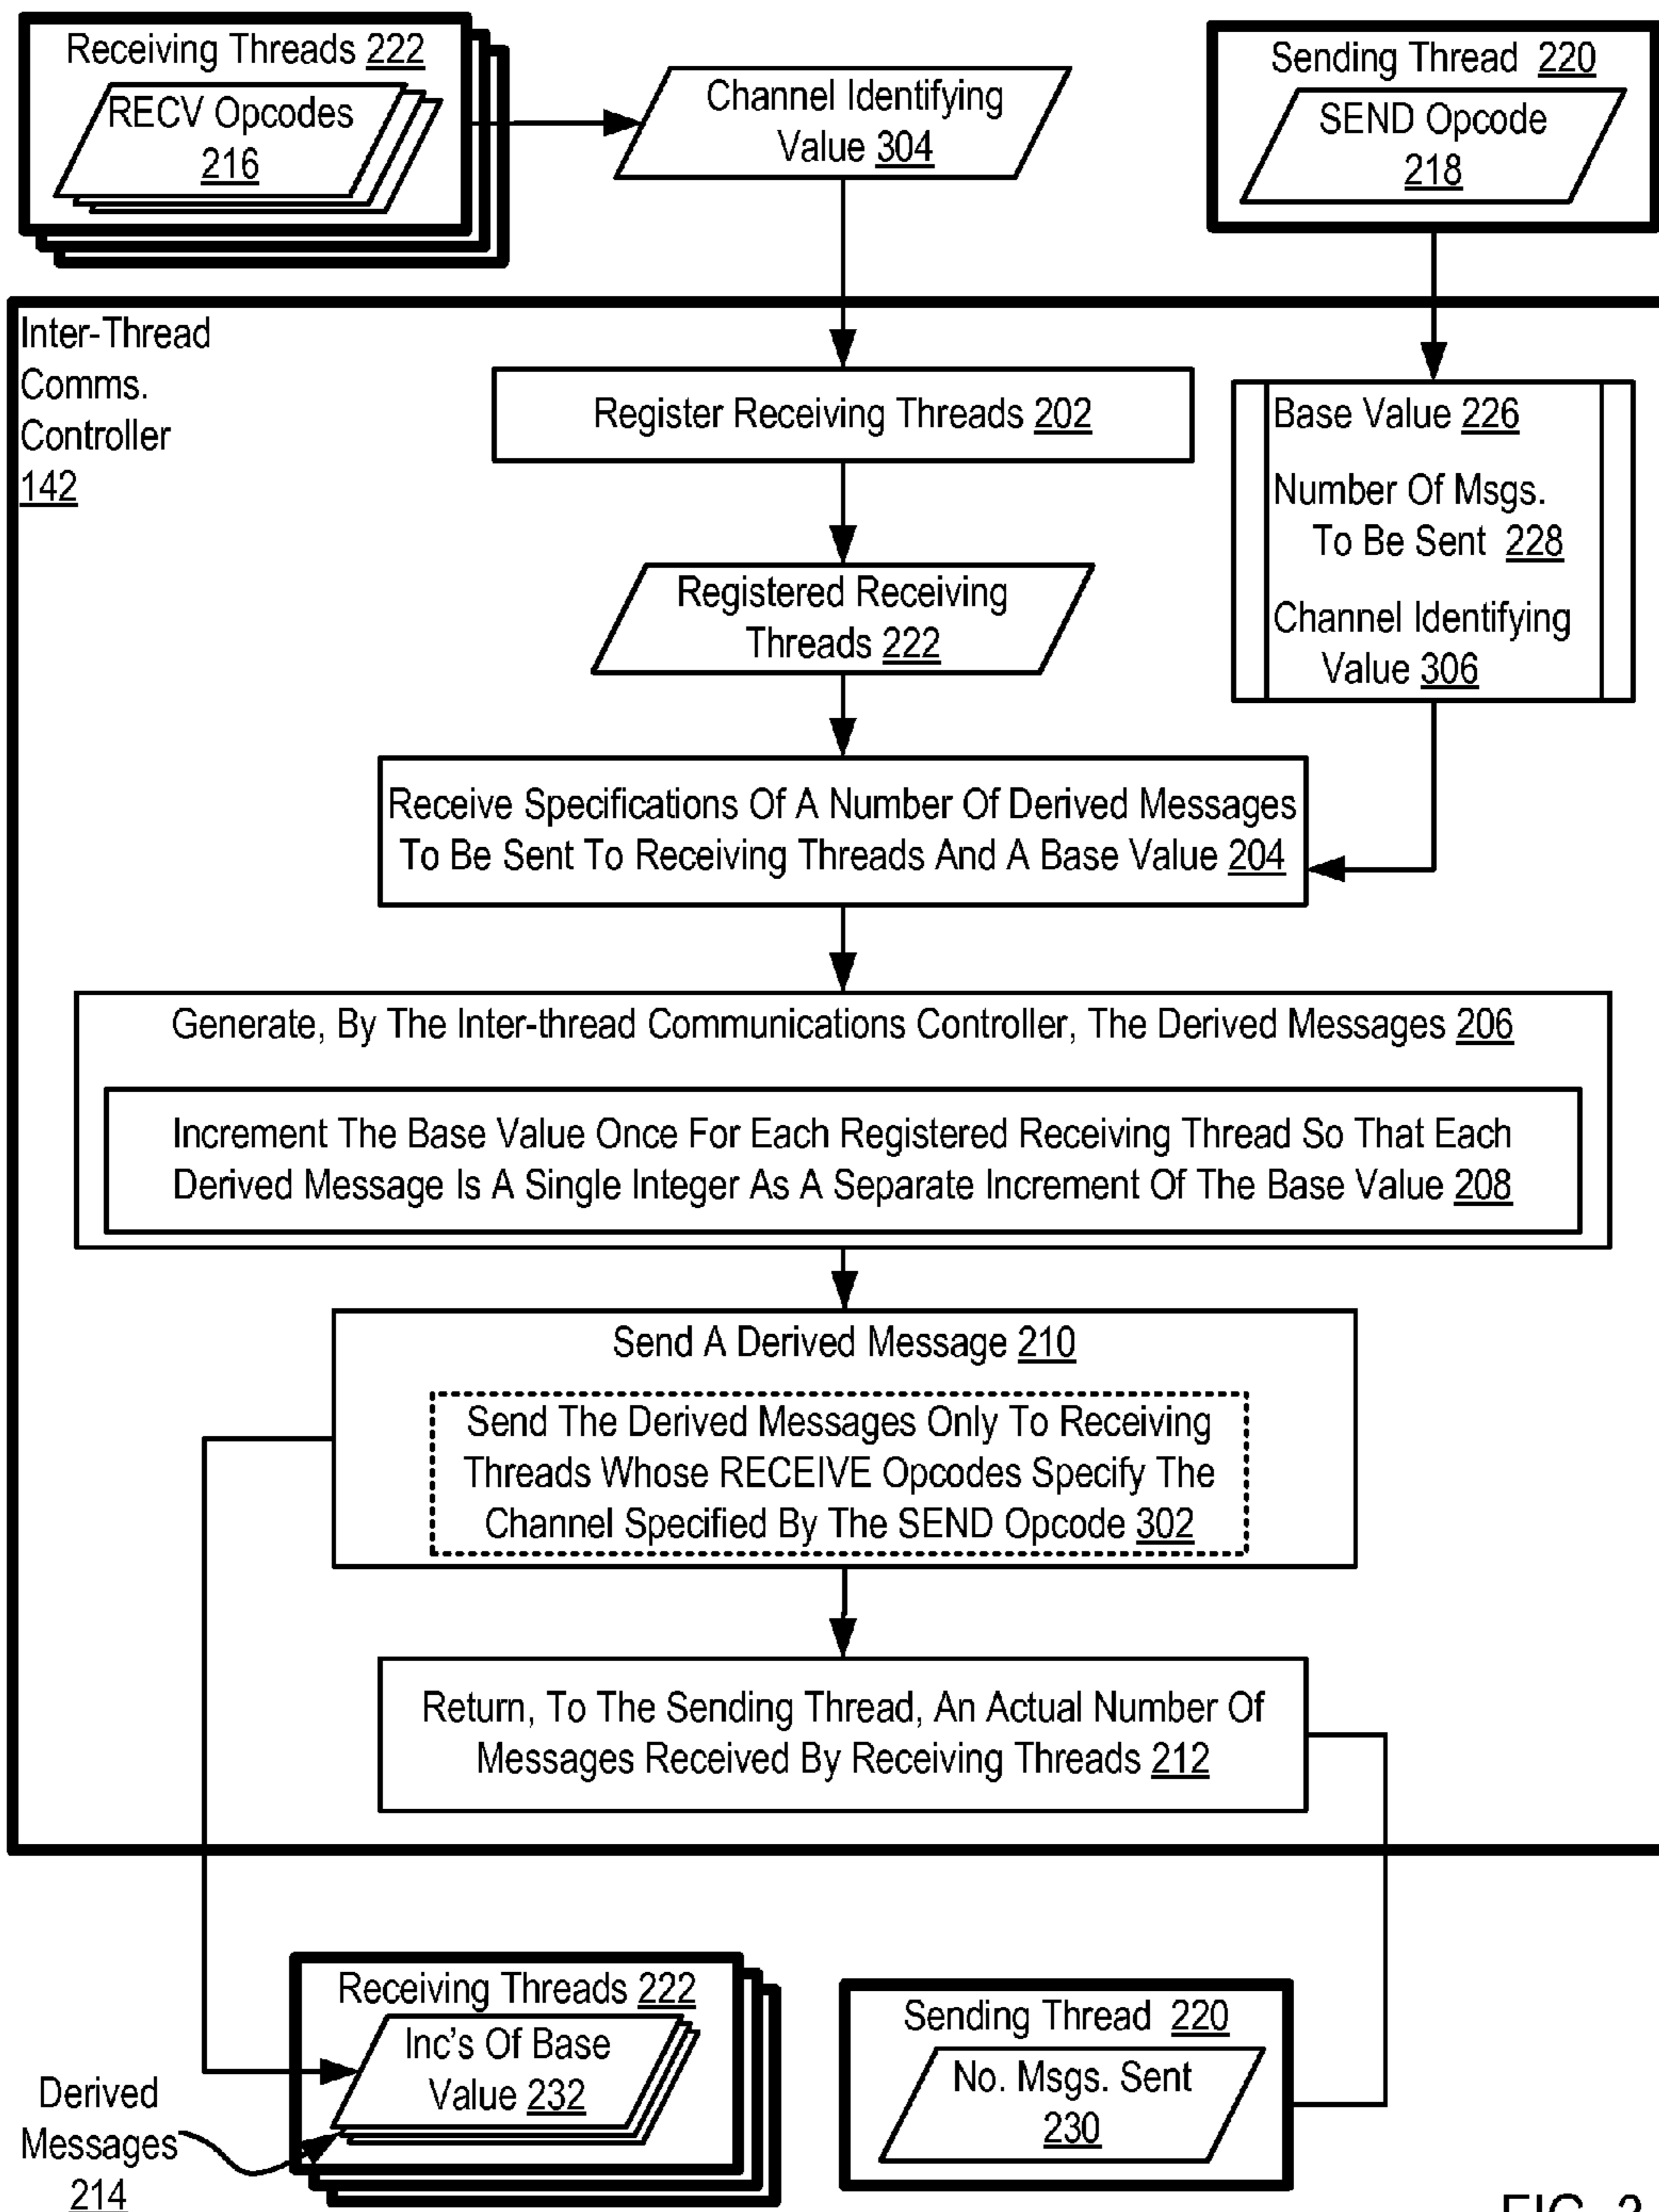 Receiving Threads 222
RECV Opcodes
216
Channel Identifying
Value 304
Sending Thread 220
SEND Opcode
218
Inter-Thread
Comms.
Controller
142
Register Receiving Threads 202
Base Value 226
Number Of Msgs.
To Be Sent 228
Channel Identifying
Value 306
Registered Receiving
Threads 222
Receive Specifications Of A Number Of Derived Messages
To Be Sent To Receiving Threads And A Base Value 204
Generate, By The Inter-thread Communications Controller, The Derived Messages 206
Increment The Base Value Once For Each Registered Receiving Thread So That Each
Derived Message Is A Single Integer As A Separate Increment Of The Base Value 208
Send A Derived Message 210
Send The Derived Messages Only To Receiving
Threads Whose RECEIVE Opcodes Specify The
Channel Specified By The SEND Opcode 302
Return, To The Sending Thread, An Actual Number Of
Messages Received By Receiving Threads 212
Receiving Threads 222
Inc's Of Base
Value 232
Derived
Messages
214
Sending Thread 220
No. Msgs. Sent
230
FIG.